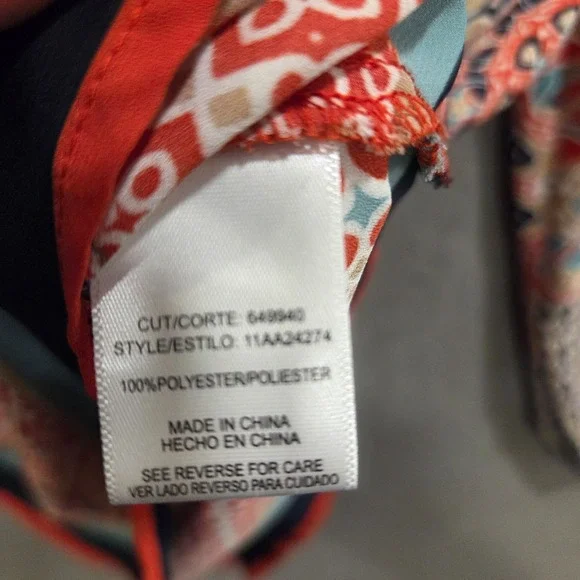 CUT/CORTE: 649940
STYLE/ESTILO: 11AA24274
100%POLYESTER/POLIESTER
MADE IN CHINA
HECHO EN CHINA
SEE REVERSE FOR CARE
VER LADO REVERSO PARA CUIDADO